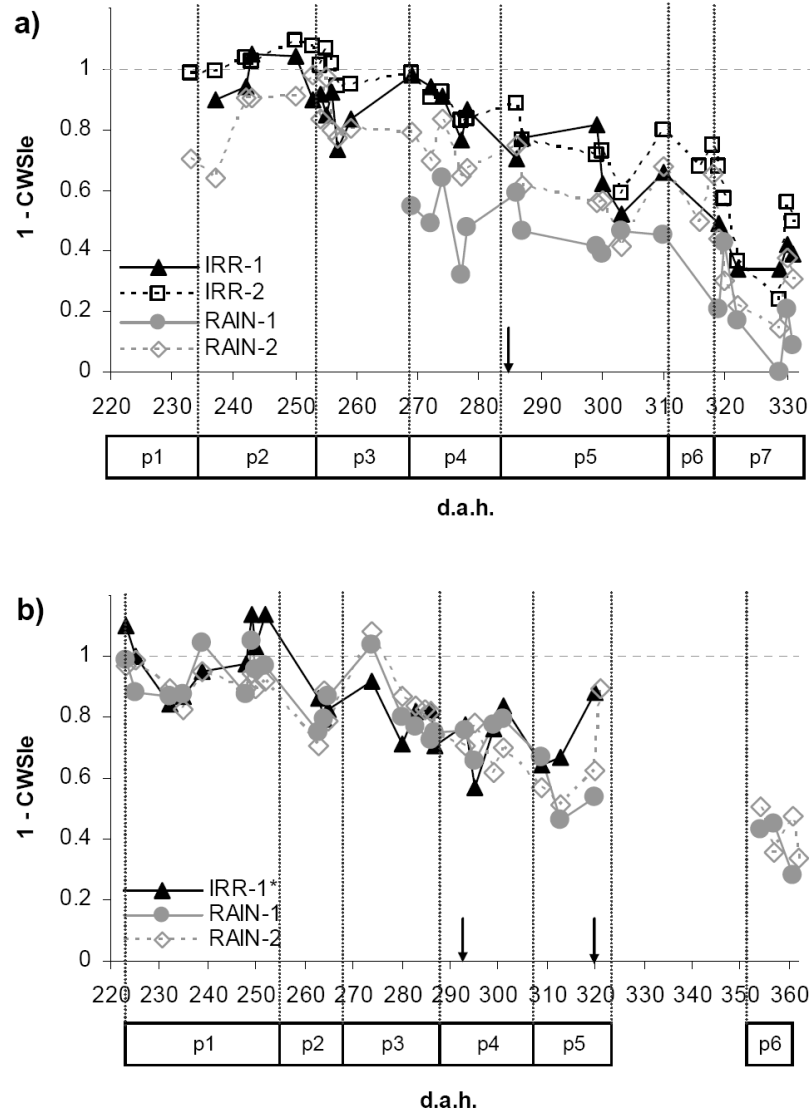 a)
1 - CWSIe
1
0.8
0.6
0.4
0.2
0
IRR-1
IRR-2
RAIN-1
RAIN-2
220 230 240 250 260 270 280 290 300 310 320 330
p1 p2 p3 p4 p5 p6 p7
d.a.h.
b)
1 - CWSIe
1
0.8
0.6
0.4
0.2
0
IRR-1*
RAIN-1
RAIN-2
220 230 240 250 260 270 280 290 300 310 320 330 340 350 360
p1 p2 p3 p4 p5 p6
d.a.h.